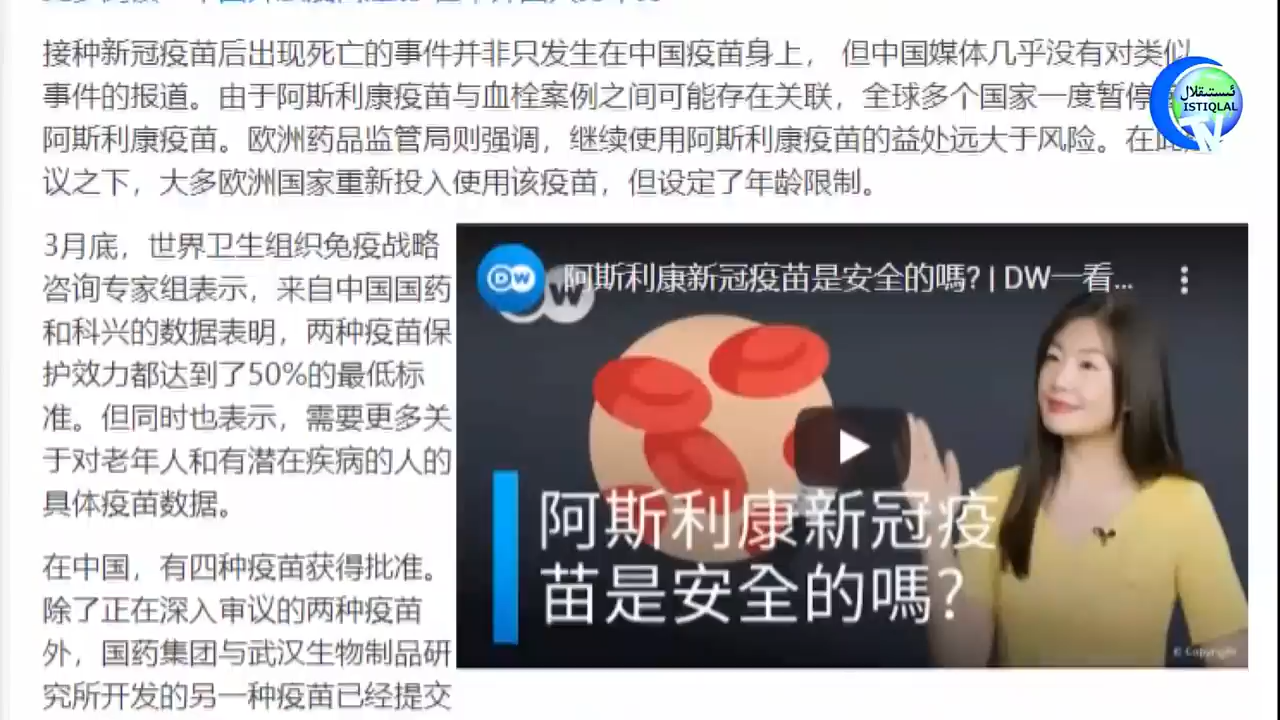 接种新冠疫苗后出现死亡的事件并非只发生在中国疫苗身上， 但中国媒体几乎没有对类似
事件的报道。由于阿斯利康疫苗与血栓案例之间可能存在关联，全球多个国家一度暂停
阿斯利康疫苗。欧洲药品监管局则强调，继续使用阿斯利康疫苗的益处远大于风险。在此
议之下，大多欧洲国家重新投入使用该疫苗，但设定了年龄限制。
ئىستىقلال
ISTIQLAL
3月底，世界卫生组织免疫战略
咨询专家组表示，来自中国国药
和科兴的数据表明，两种疫苗保
护效力都达到了50%的最低标
准。但同时也表示，需要更多关
于对老年人和有潜在疾病的人的
具体疫苗数据。
在中国，有四种疫苗获得批准。
除了正在深入审议的两种疫苗
外，国药集团与武汉生物制品研
究所开发的另一种疫苗已经提交
DW
阿斯利康新冠疫苗是安全的嗎? | DW一看...
阿斯利康新冠疫
苗是安全的嗎?
© Copyright